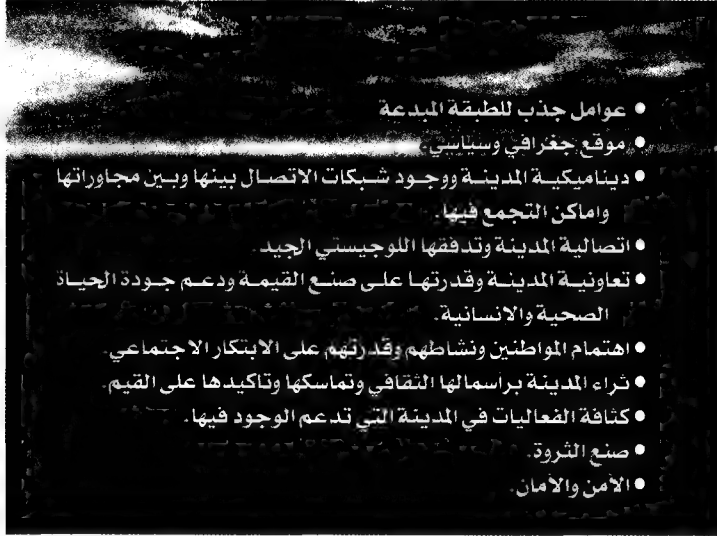 • عوامل جذب للطبقة المبدعة
• موقع جغرافي وسياسي.
• ديناميكية المدينة ووجود شبكات الاتصال بينها وبين مجاوراتها
واماكن التجمع فيها.
• اتصالية المدينة وتدفقها اللوجيستي الجيد.
• تعاونية المدينة وقدرتها على صنع القيمة ودعم جودة الحياة
الصحية والانسانية.
• اهتمام المواطنين ونشاطهم وقدرتهم على الابتكار الاجتماعي.
• ثراء المدينة برأسمالها الثقافي وتماسكها وتاكيدها على القيم.
• كثافة الفعاليات في المدينة التي تدعم الوجود فيها.
• صنع الثروة.
• الأمن والأمان.